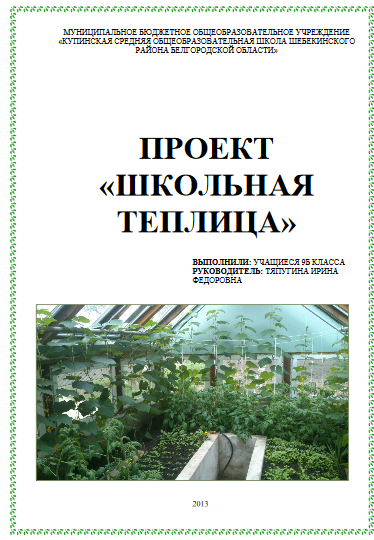 МУНИЦИПАЛЬНОЕ БЮДЖЕТНОЕ ОБЩЕОБРАЗОВАТЕЛЬНОЕ УЧРЕЖДЕНИЕ
«КУПИНСКАЯ СРЕДНЯЯ ОБЩЕОБРАЗОВАТЕЛЬНАЯ ШКОЛА ШЕБЕКИНСКОГО
РАЙОНА БЕЛГОРОДСКОЙ ОБЛАСТИ»
ПРОЕКТ
«ШКОЛЬНАЯ
ТЕПЛИЦА»
ВЫПОЛНИЛИ: УЧАЩИЕСЯ 9Б КЛАССА
РУКОВОДИТЕЛЬ: ТЯПУГИНА ИРИНА
ФЕДОРОВНА
2013